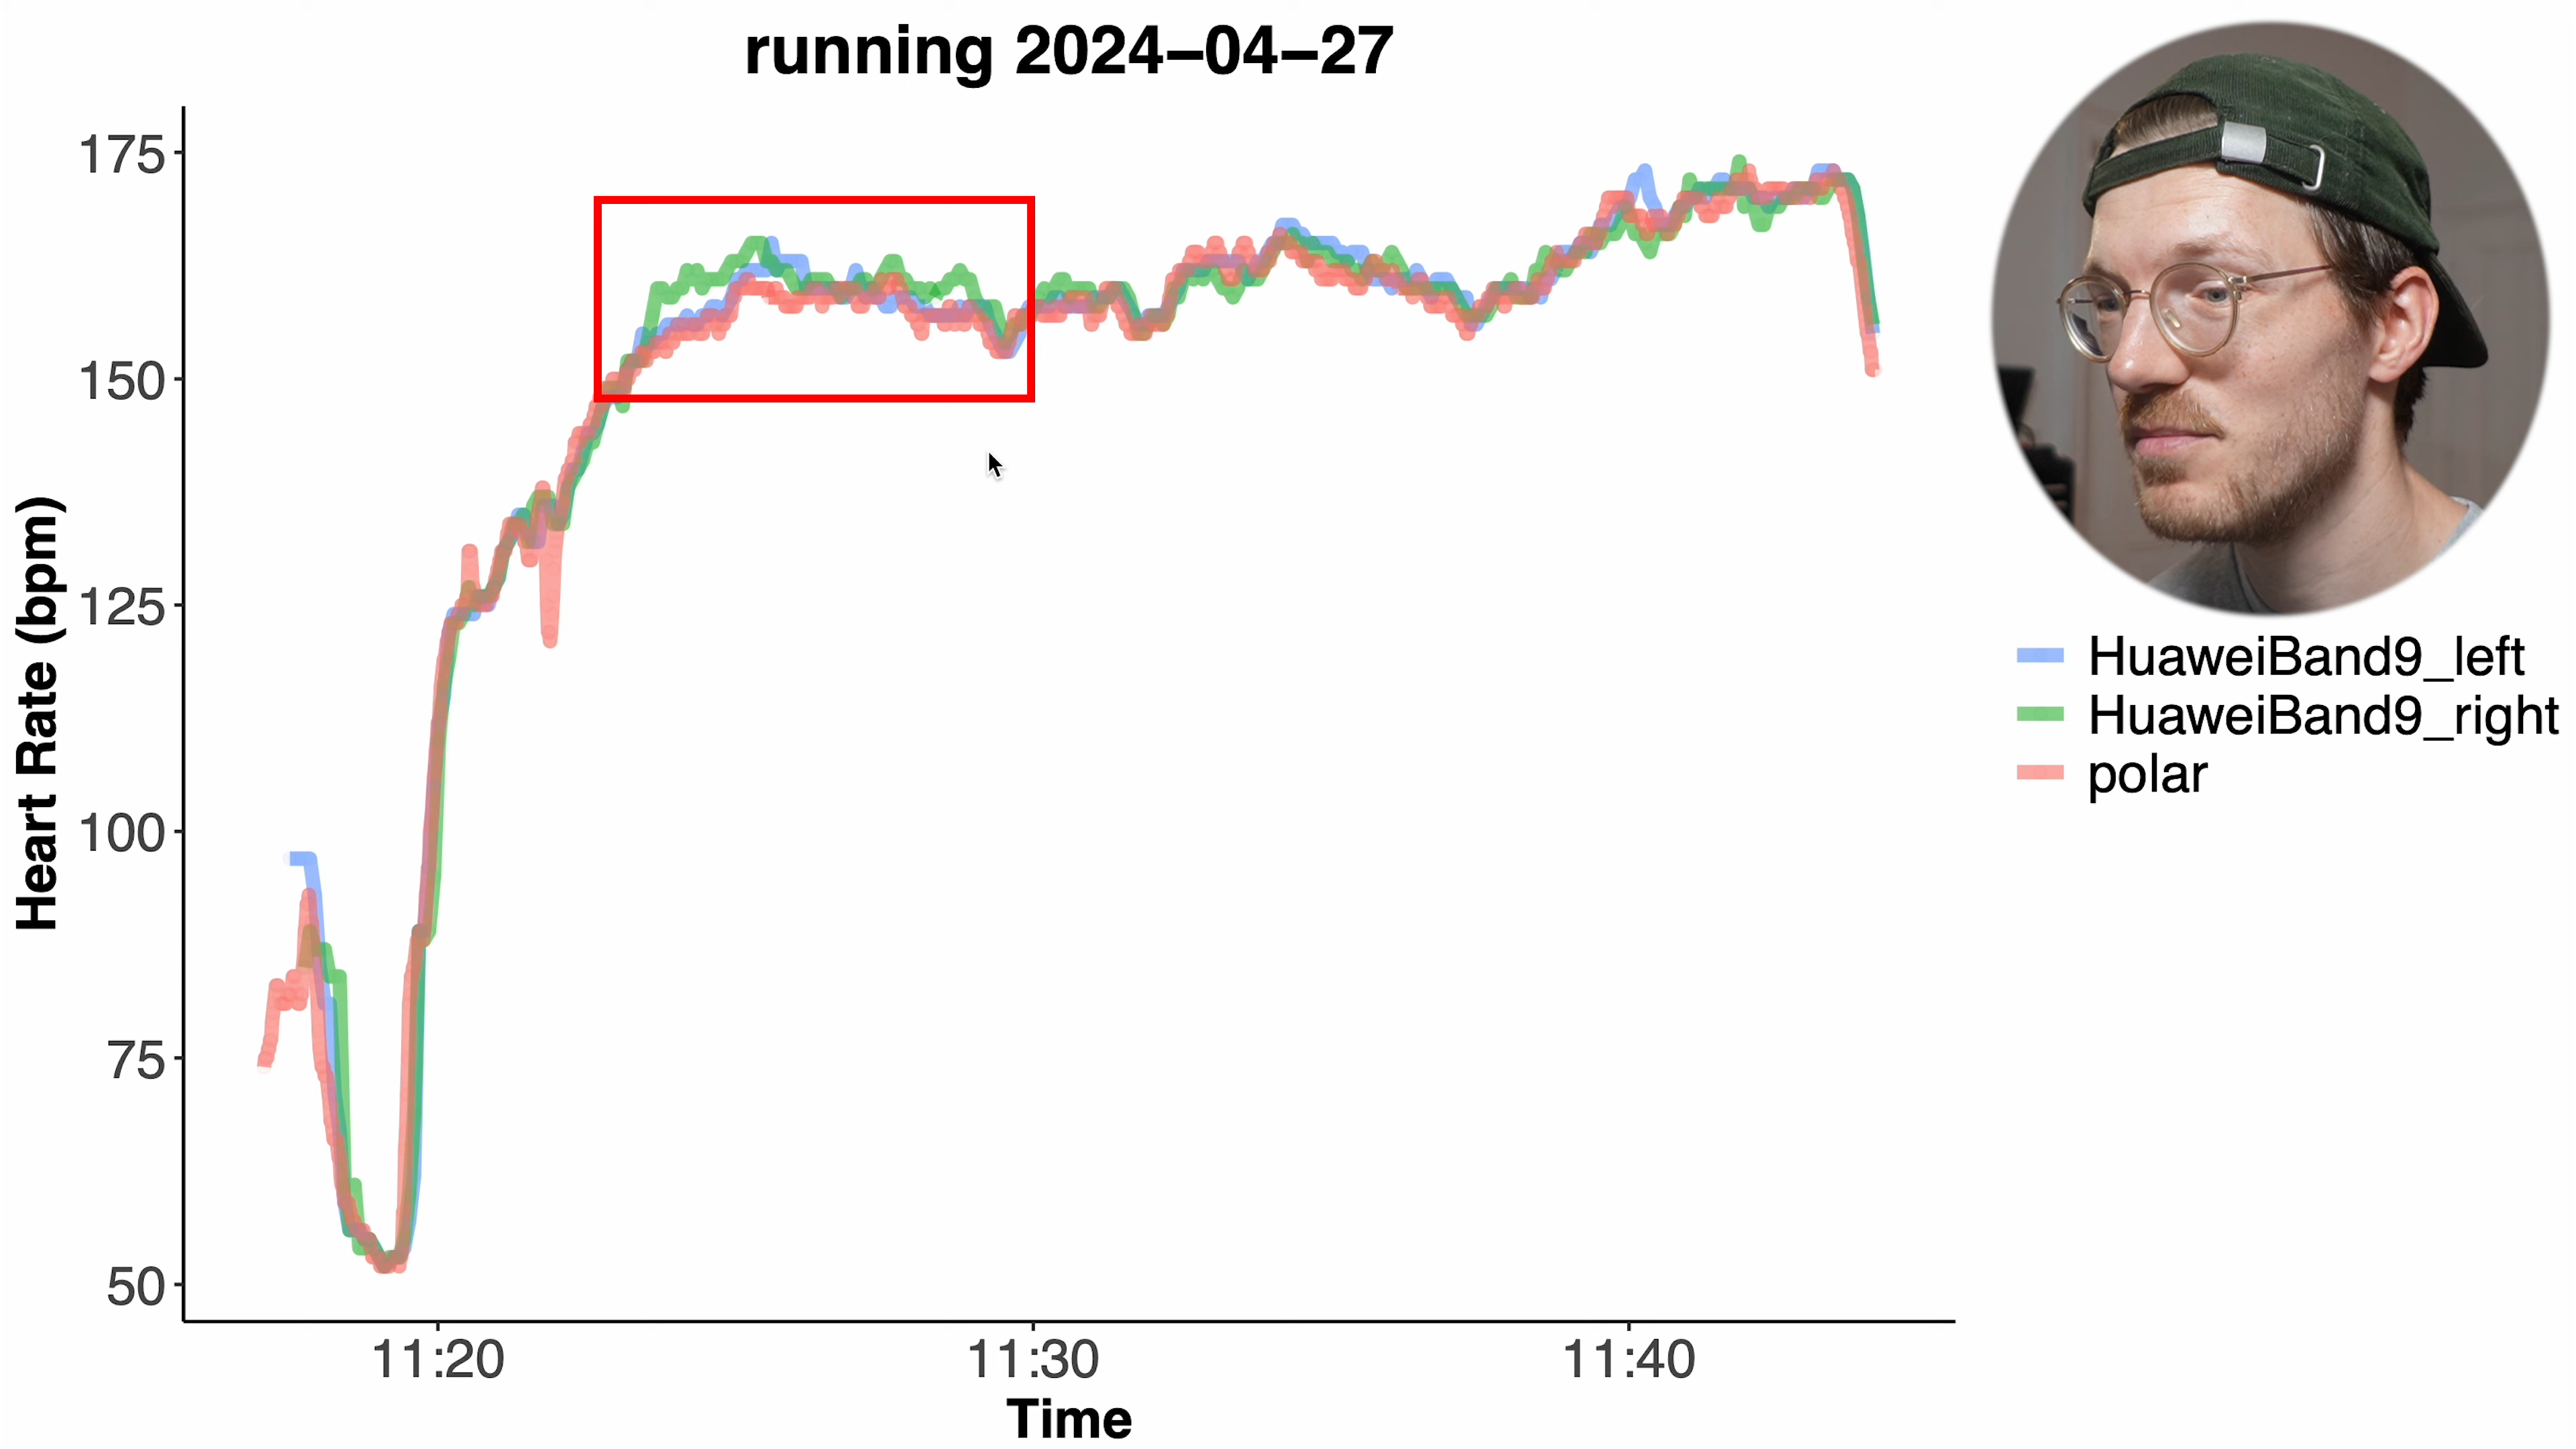 running 2024–04–27
Heart Rate (bpm)
175
150
125
100
75
50
11:20
11:30
11:40
Time
HuaweiBand9_left
HuaweiBand9_right
polar